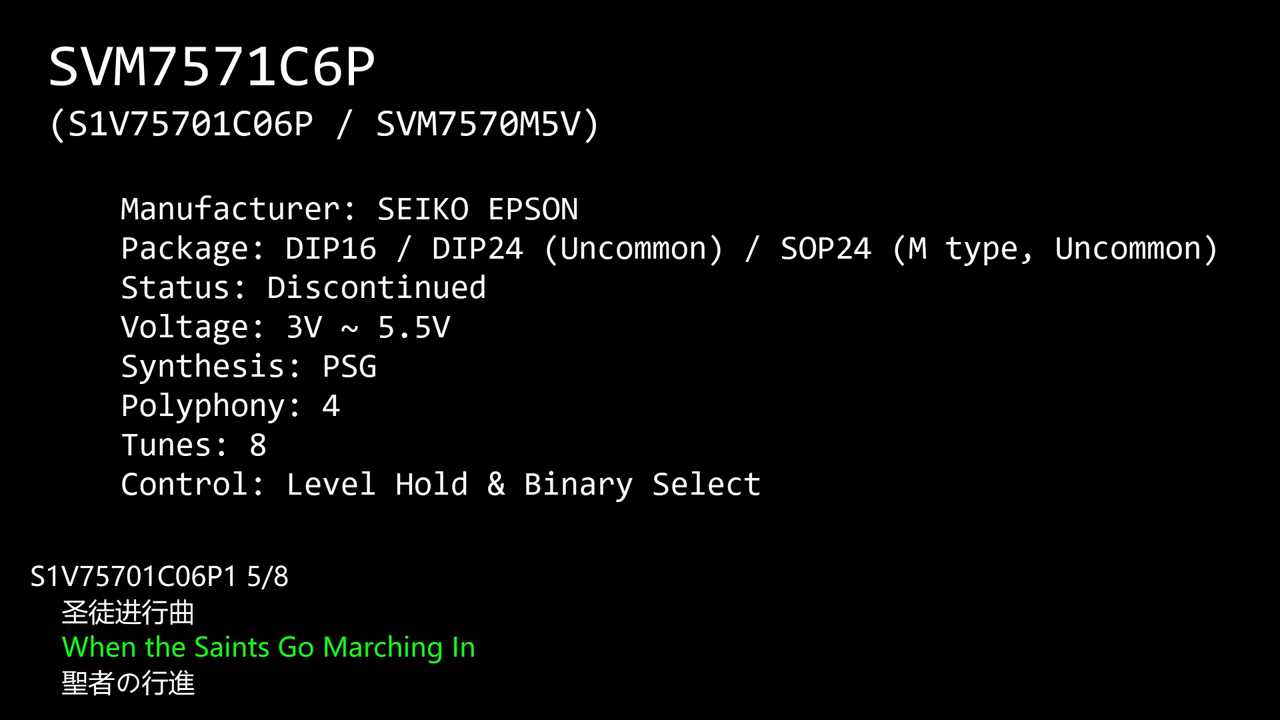 SVM7571C6P
(S1V75701C06P / SVM7570M5V)
Manufacturer: SEIKO EPSON
Package: DIP16 / DIP24 (Uncommon) / SOP24 (M type, Uncommon)
Status: Discontinued
Voltage: 3V ~ 5.5V
Synthesis: PSG
Polyphony: 4
Tunes: 8
Control: Level Hold & Binary Select
S1V75701C06P1 5/8
圣徒进行曲
When the Saints Go Marching In
聖者の行進